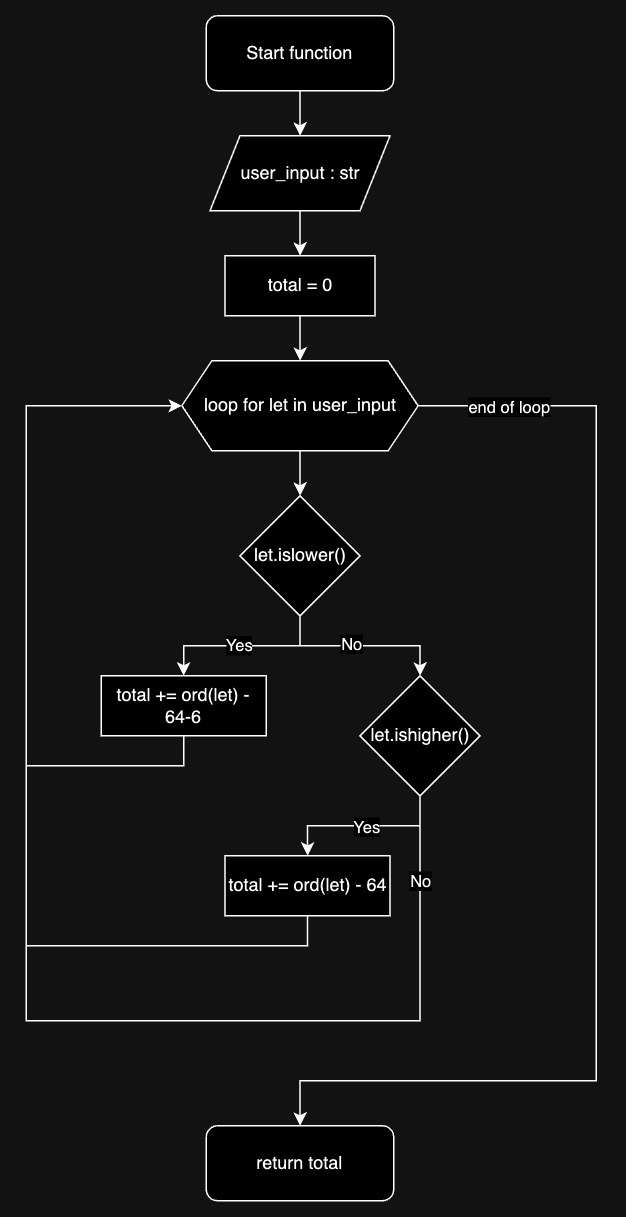 Start function
user_input : str
total = 0
loop for let in user_input
end of loop
let.islower()
Yes
No
total += ord(let) -
64-6
let.ishigher()
Yes
total += ord(let) - 64
No
return total